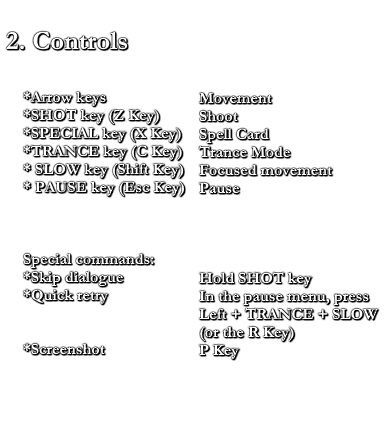 2. Controls
*Arrow keys Movement
*SHOT key (Z Key) Shoot
*SPECIAL key (X Key) Spell Card
*TRANCE key (C Key) Trance Mode
* SLOW key (Shift Key) Focused movement
* PAUSE key (Esc Key) Pause
Special commands:
*Skip dialogue Hold SHOT key
*Quick retry In the pause menu, press
Left + TRANCE + SLOW
(or the R Key)
*Screenshot P Key